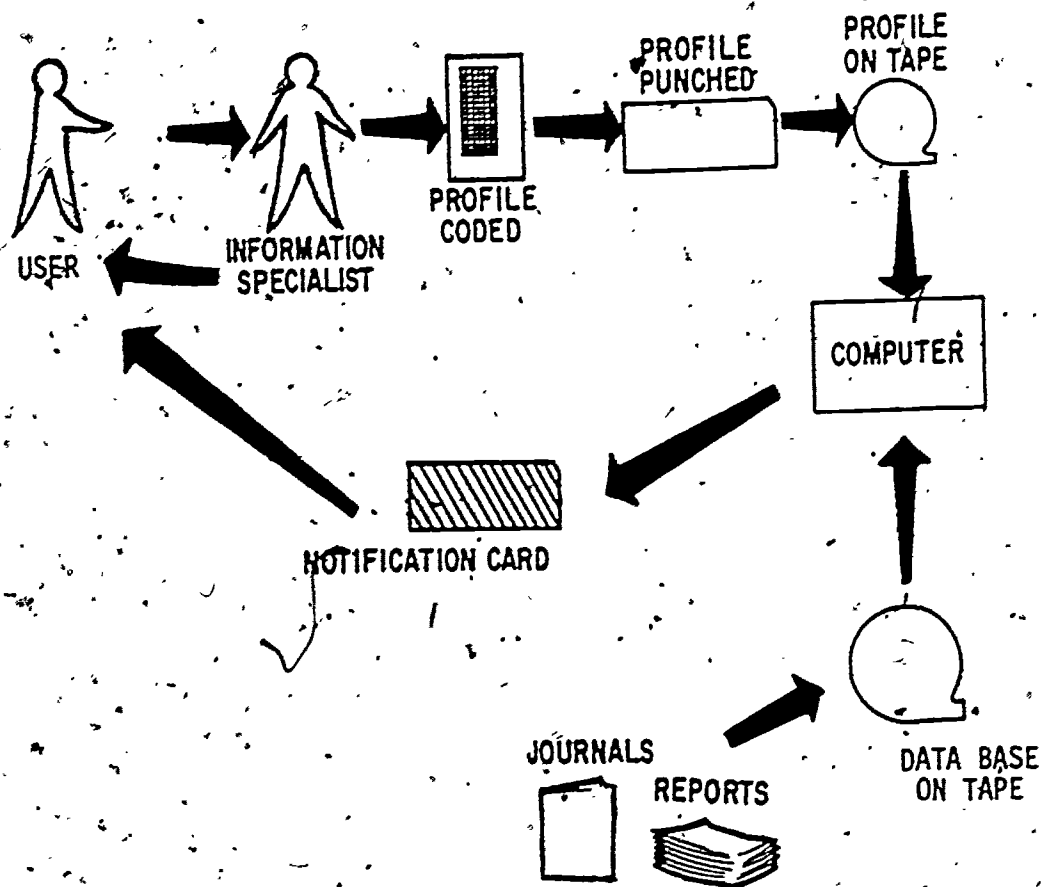 PROFILE
ON TAPE
PROFILE
PUNCHED
PROFILE
CODED
USER
INFORMATION
SPECIALIST
COMPUTER
NOTIFICATION CARD
JOURNALS
REPORTS
DATA BASE
ON TAPE